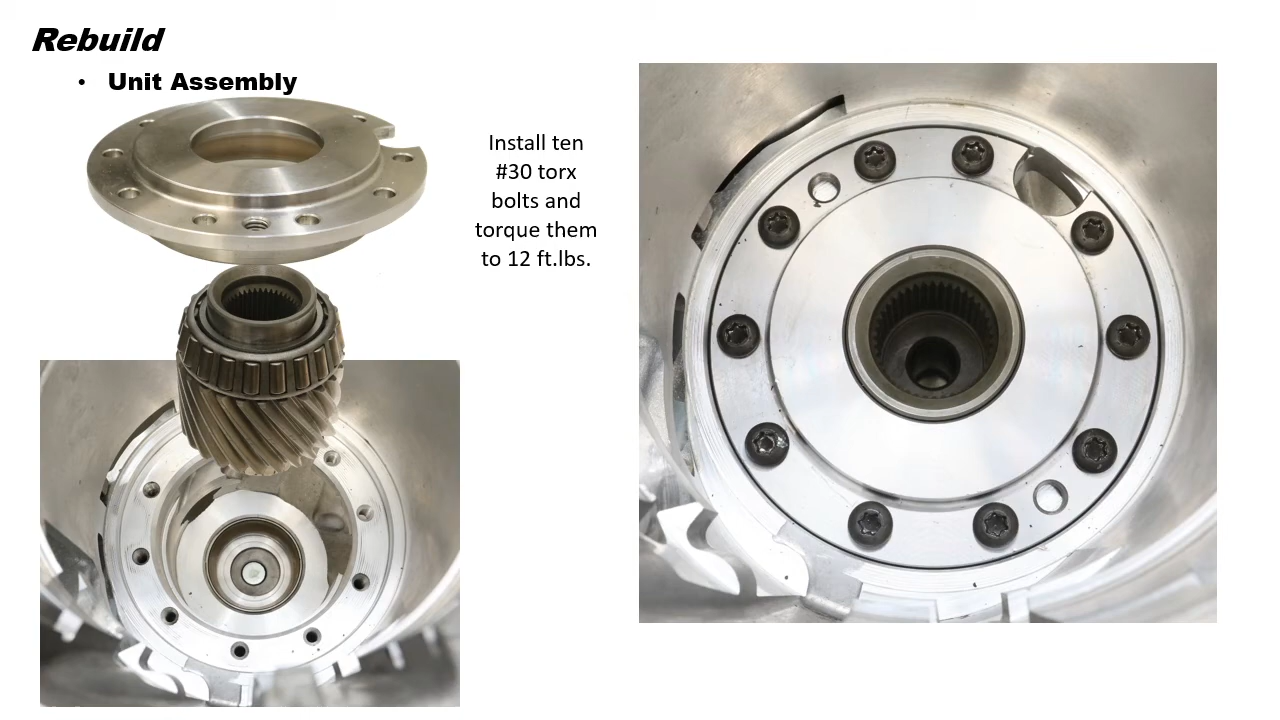 Rebuild
• Unit Assembly
Install ten
#30 torx
bolts and
torque them
to 12 ft.lbs.